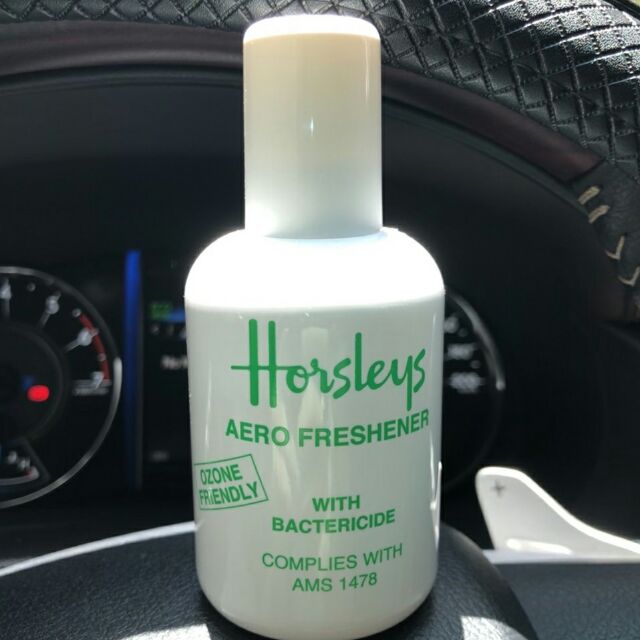 Horsleys
AERO FRESHENER
OZONE
FRIENDLY
WITH
BACTERICIDE
COMPLIES WITH
AMS 1478